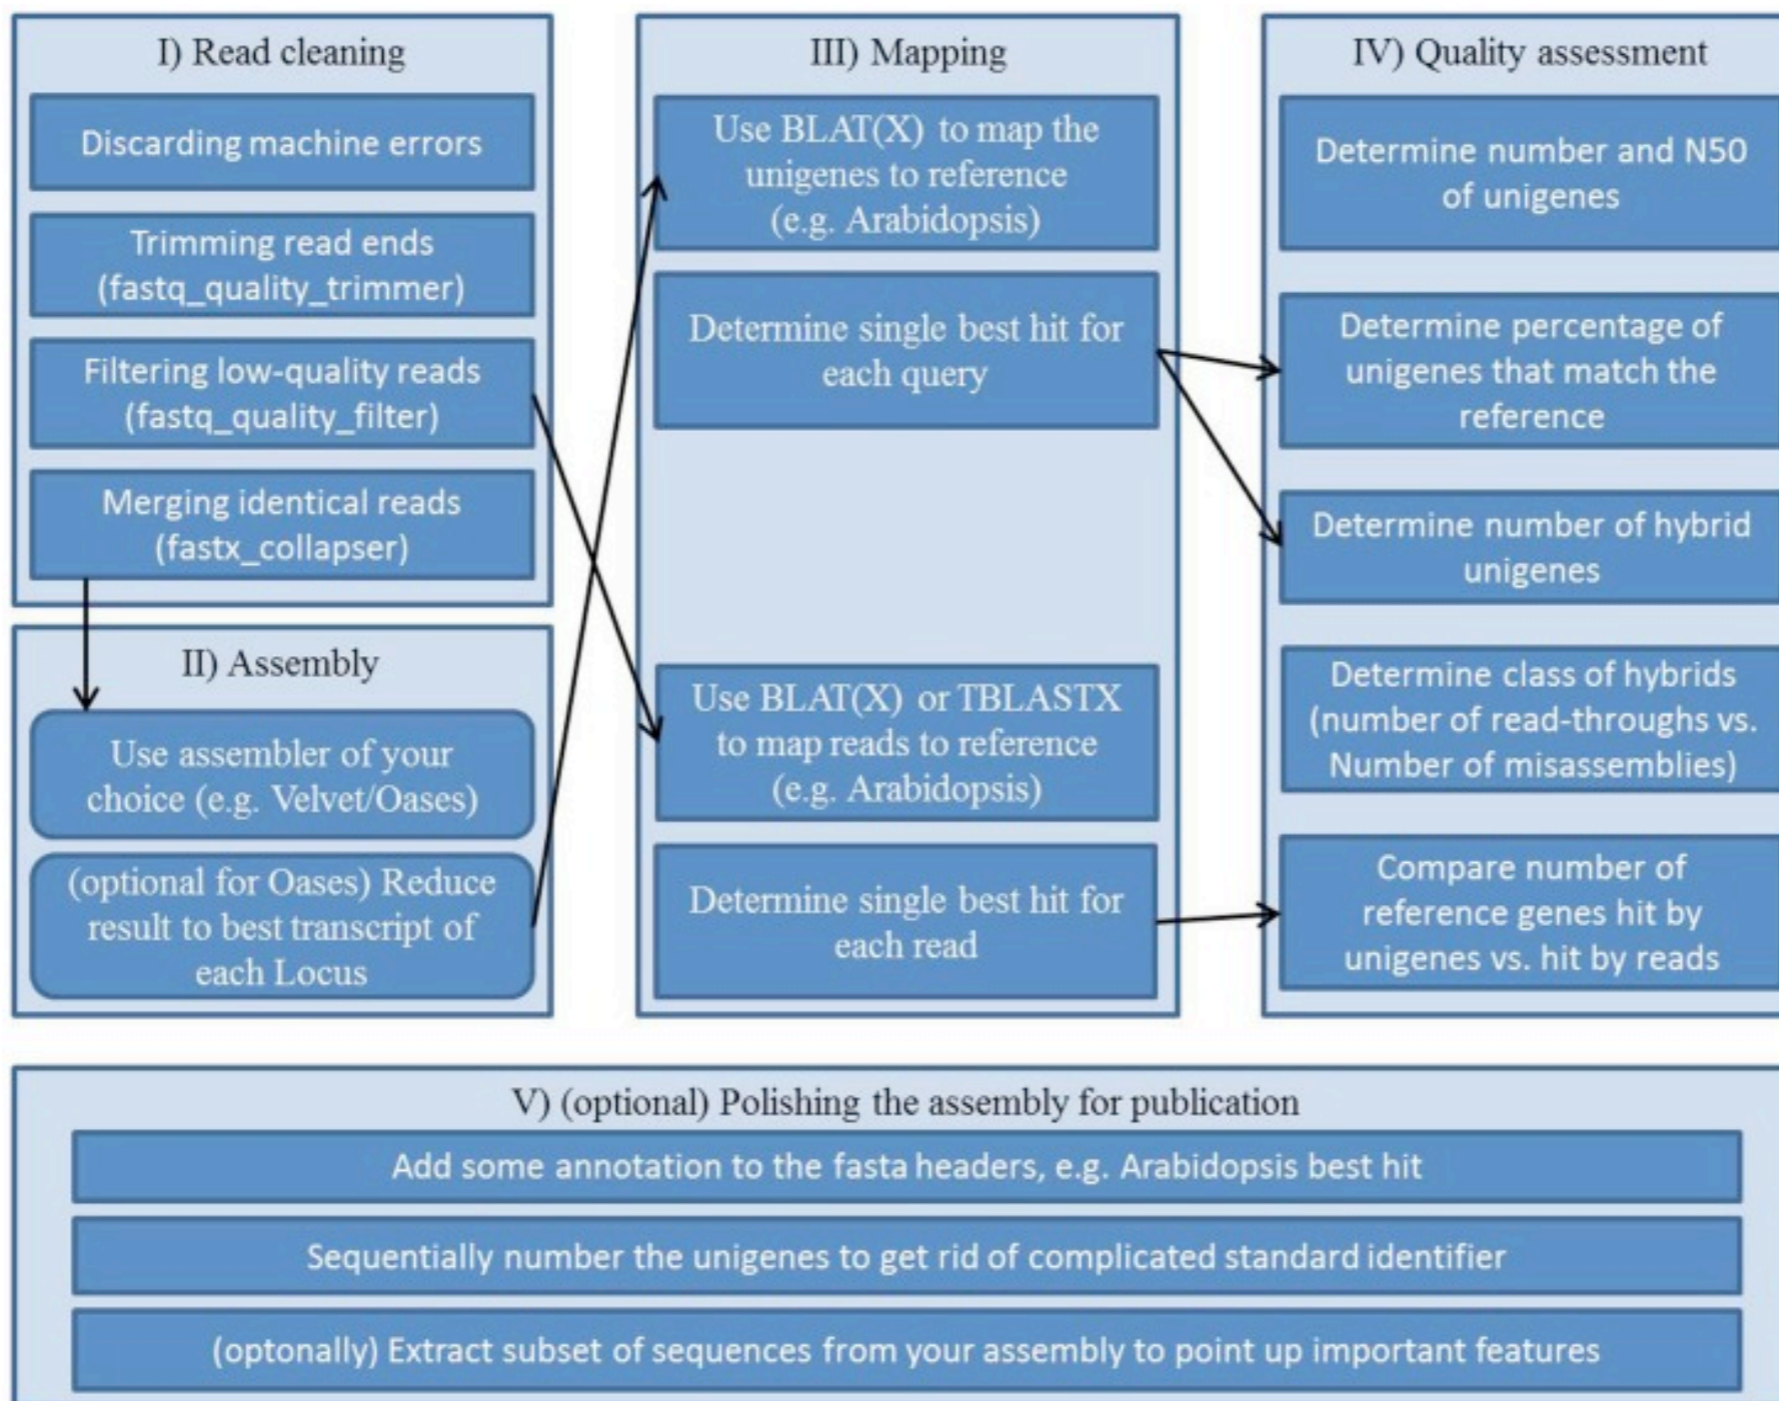 I) Read cleaning
Discarding machine errors
Trimming read ends
(fastq_quality_trimmer)
Filtering low-quality reads
(fastq_quality_filter)
Merging identical reads
(fastx_collapser)
II) Assembly
Use assembler of your
choice (e.g. Velvet/Oases)
(optional for Oases) Reduce
result to best transcript of
each Locus
III) Mapping
Use BLAT(X) to map the
unigenes to reference
(e.g. Arabidopsis)
Determine single best hit for
each query
Use BLAT(X) or TBLASTX
to map reads to reference
(e.g. Arabidopsis)
Determine single best hit for
each read
IV) Quality assessment
Determine number and N50
of unigenes
Determine percentage of
unigenes that match the
reference
Determine number of hybrid
unigenes
Determine class of hybrids
(number of read-throughs vs.
Number of misassemblies)
Compare number of
reference genes hit by
unigenes vs. hit by reads
V) (optional) Polishing the assembly for publication
Add some annotation to the fasta headers, e.g. Arabidopsis best hit
Sequentially number the unigenes to get rid of complicated standard identifier
(optonally) Extract subset of sequences from your assembly to point up important features